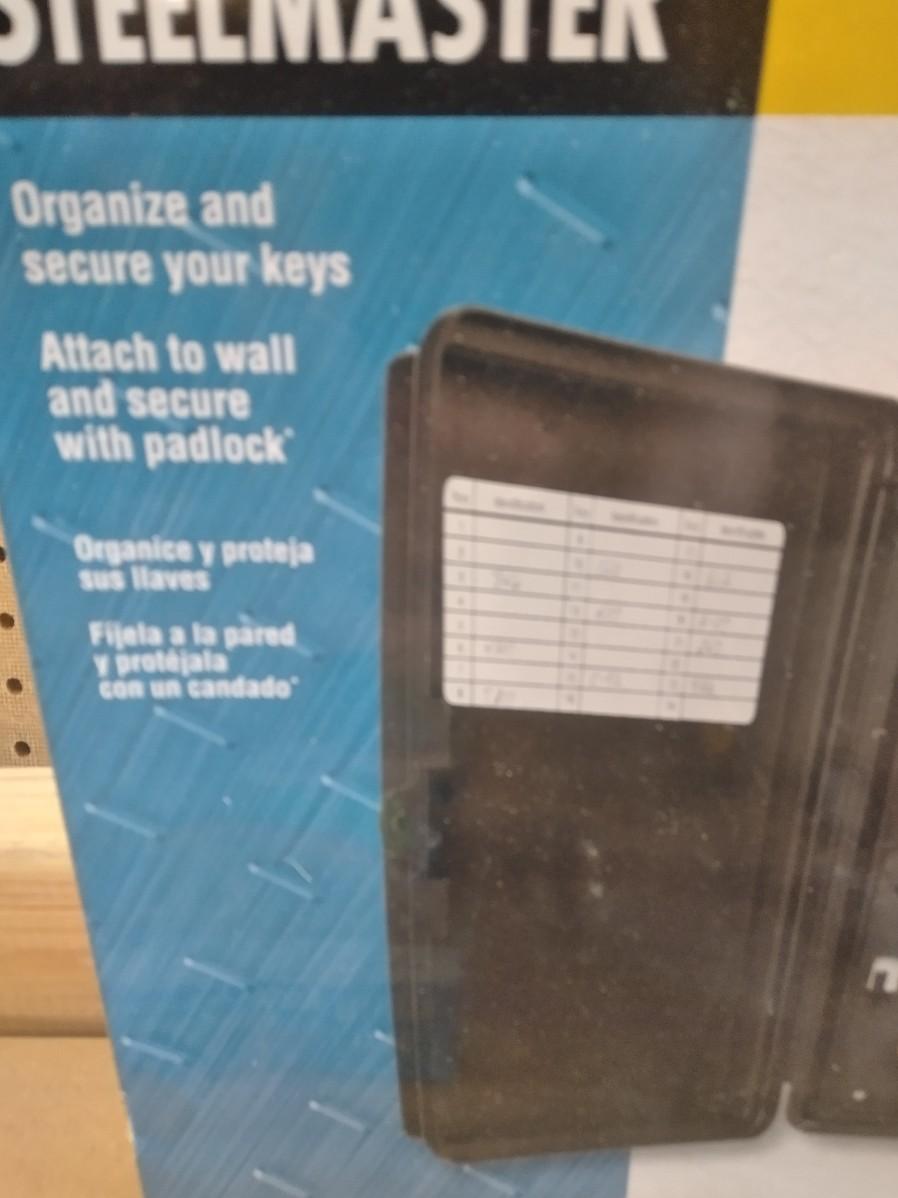 STEELMASTER
Organize and
secure your keys
Attach to wall
and secure
with padlock*
Organice y proteja
sus llaves
Fíjela a la pared
y protéjala
con un candado*